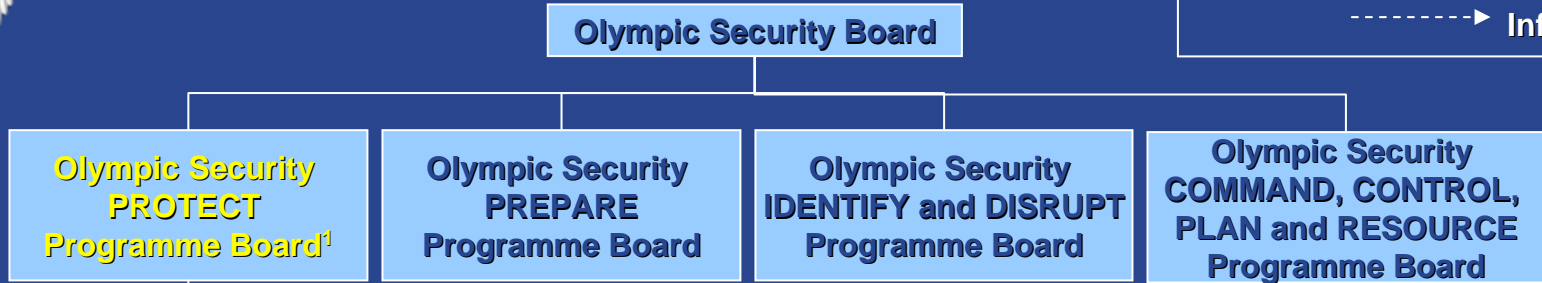 Olympic Security Board
Olympic Security
PROTECT
Programme Board¹
Olympic Security
PREPARE
Programme Board
Olympic Security
IDENTIFY and DISRUPT
Programme Board
Olympic Security
COMMAND, CONTROL,
PLAN and RESOURCE
Programme Board